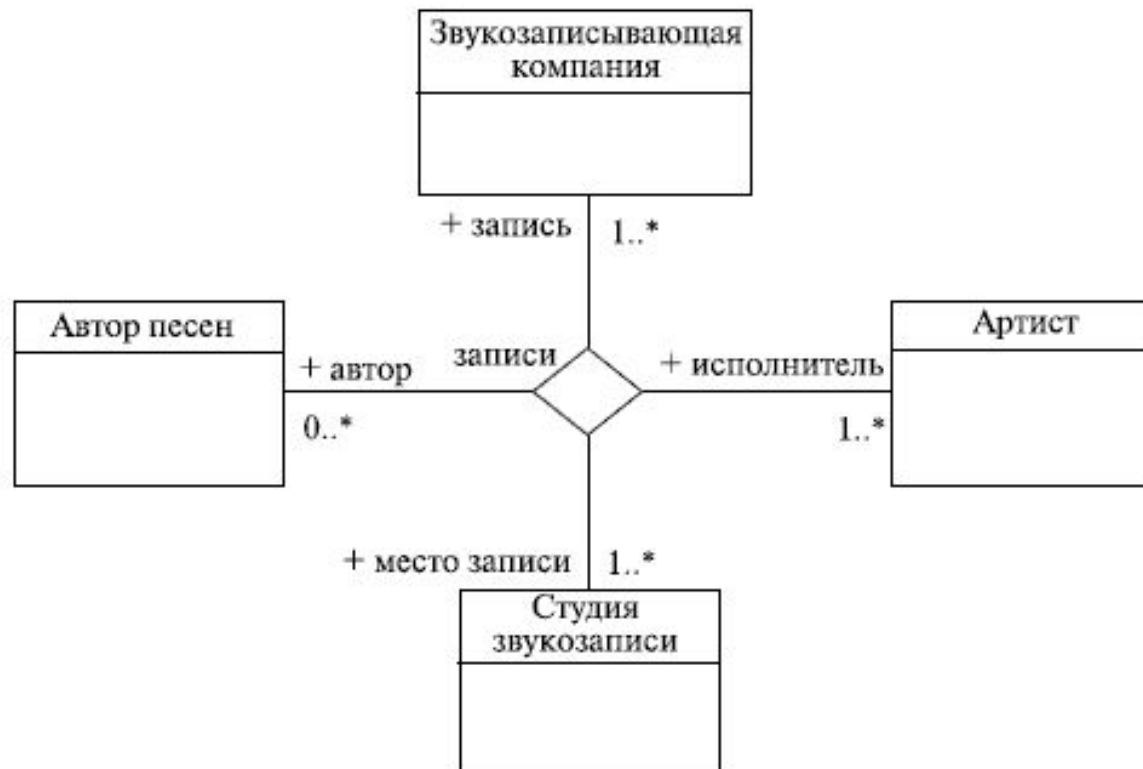 Звукозаписывающая
компания
+ запись 1..*
Автор песен
Артист
+ автор
записи
+ исполнитель
0..*
1..*
+ место записи 1..*
Студия
звукозаписи